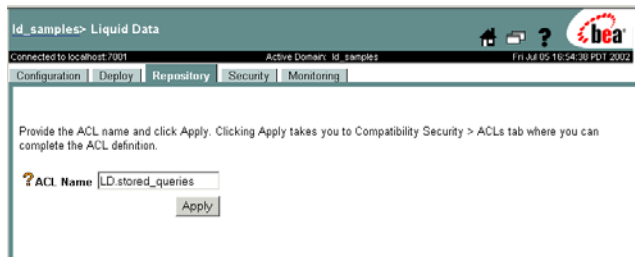 ld_samples> Liquid Data
?
bea
Connected to localhost:7001 Active Domain: ld_samples Fri Jul 05 16:54:30 PDT 2002
Configuration Deploy Repository Security Monitoring
Provide the ACL name and click Apply. Clicking Apply takes you to Compatibility Security > ACLs tab where you can
complete the ACL definition.
? ACL Name LD.stored_queries
Apply